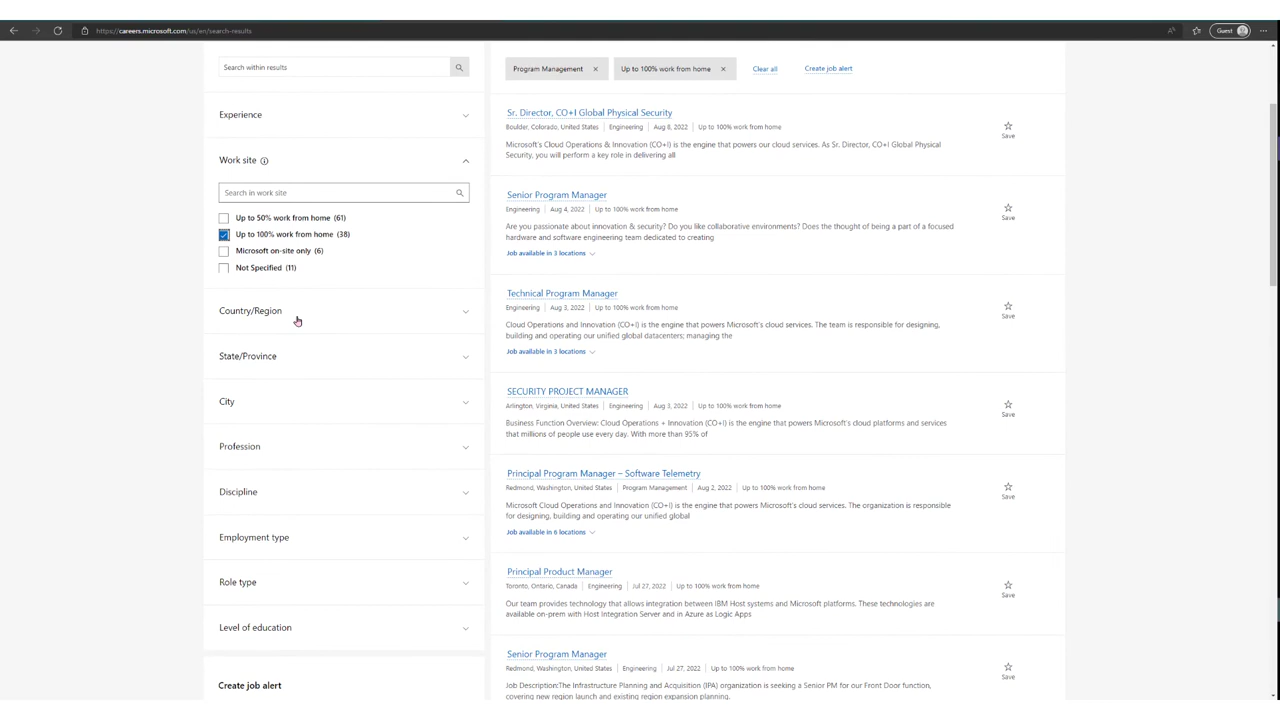 https://careers.microsoft.com/us/en/search-results
Guest
Search within results
Experience
Work site
Search in work site
Up to 50% work from home (61)
Up to 100% work from home (38)
Microsoft on-site only (6)
Not Specified (11)
Country/Region
State/Province
City
Profession
Discipline
Employment type
Role type
Level of education
Create job alert
Program Management
Up to 100% work from home
Clear all
Create job alert
Sr. Director, CO+I Global Physical Security
Boulder, Colorado, United States | Engineering | Aug 8, 2022 | Up to 100% work from home
Microsoft's Cloud Operations & Innovation (CO+I) is the engine that powers our cloud services. As Sr. Director, CO+I Global Physical
Security, you will perform a key role in delivering all
Save
Senior Program Manager
Engineering | Aug 4, 2022 | Up to 100% work from home
Are you passionate about innovation & security? Do you like collaborative environments? Does the thought of being a part of a focused
hardware and software engineering team dedicated to creating
Job available in 3 locations
Save
Technical Program Manager
Engineering | Aug 3, 2022 | Up to 100% work from home
Cloud Operations and Innovation (CO+I) is the engine that powers Microsoft's cloud services. The team is responsible for designing,
building and operating our unified global datacenters; managing the
Job available in 3 locations
Save
SECURITY PROJECT MANAGER
Arlington, Virginia, United States | Engineering | Aug 3, 2022 | Up to 100% work from home
Business Function Overview: Cloud Operations + Innovation (CO+I) is the engine that powers Microsoft's cloud platforms and services
that millions of people use every day. With more than 95% of
Save
Principal Program Manager – Software Telemetry
Redmond, Washington, United States | Program Management | Aug 2, 2022 | Up to 100% work from home
Microsoft Cloud Operations and Innovation (CO+I) is the engine that powers Microsoft's cloud services. The organization is responsible
for designing, building and operating our unified global
Job available in 6 locations
Save
Principal Product Manager
Toronto, Ontario, Canada | Engineering | Jul 27, 2022 | Up to 100% work from home
Our team provides technology that allows integration between IBM Host systems and Microsoft platforms. These technologies are
available on-prem with Host Integration Server and in Azure as Logic Apps
Save
Senior Program Manager
Redmond, Washington, United States | Engineering | Jul 27, 2022 | Up to 100% work from home
Job Description:The Infrastructure Planning and Acquisition (IPA) organization is seeking a Senior PM for our Front Door function,
covering new region launch and existing region expansion planning.
Save